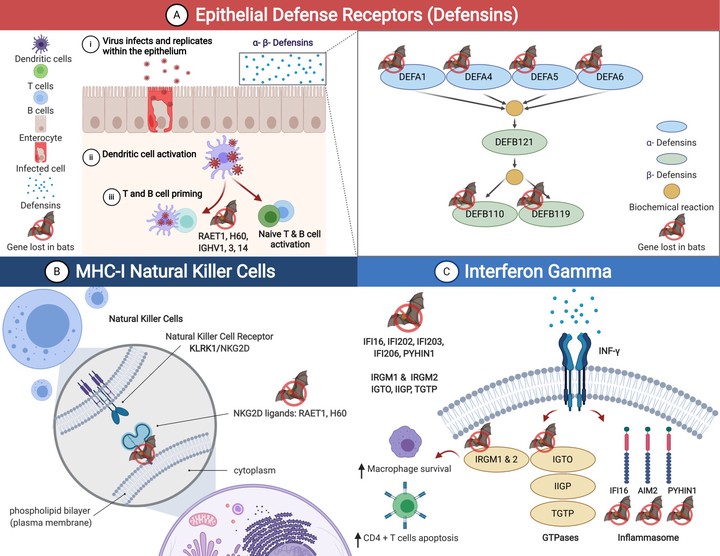 A Epithelial Defense Receptors (Defensins)
Dendritic cells
T cells
B cells
Enterocyte
Infected cell
Defensins
Gene lost in bats
i Virus infects and replicates
within the epithelium
α- β- Defensins
ii Dendritic cell activation
iii T and B cell priming
RAET1, H60,
IGHV1, 3, 14
Naive T & B cell
activation
DEFA1
DEFA4
DEFA5
DEFA6
DEFB121
DEFB110
DEFB119
α- Defensins
β- Defensins
Biochemical reaction
Gene lost in bats
B MHC-I Natural Killer Cells
Natural Killer Cells
Natural Killer Cell Receptor
KLRK1/NKG2D
NKG2D ligands: RAET1, H60
cytoplasm
phospholipid bilayer
(plasma membrane)
C Interferon Gamma
IFI16, IFI202, IFI203,
IFI206, PYHIN1
IRGM1 & IRGM2
IGTO, IIGP, TGTP
INF-γ
Macrophage survival
CD4 + T cells apoptosis
IRGM1 & 2
IGTO
IIGP
TGTP
GTPases
IFI16
AIM2
PYHIN1
Inflammasome